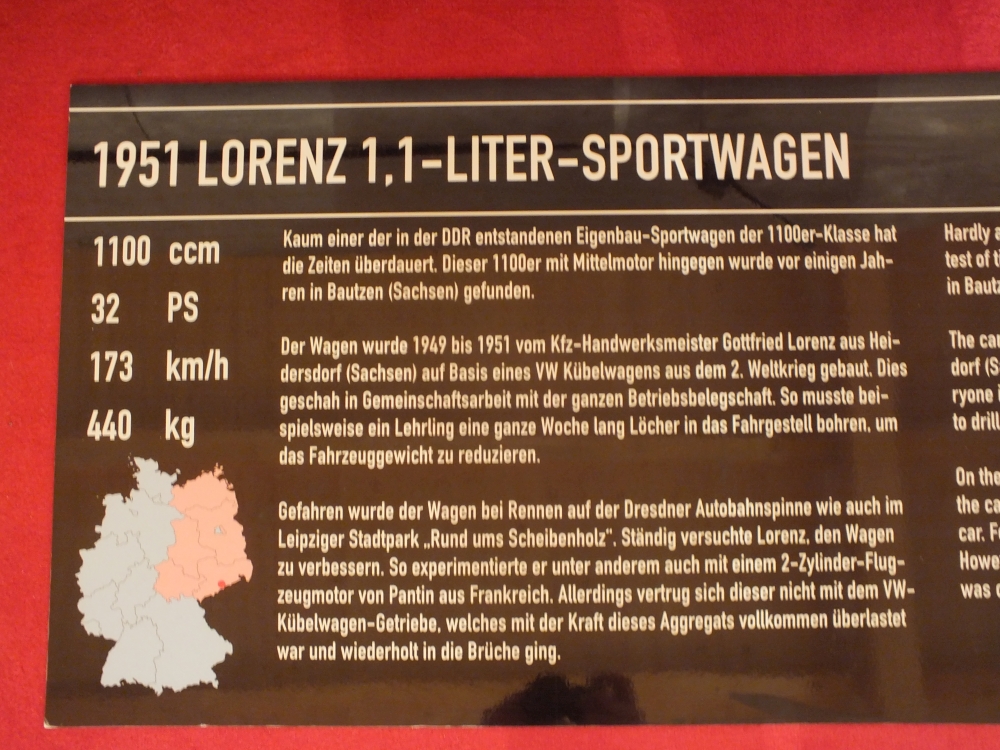 1951 LORENZ 1,1-LITER-SPORTWAGEN
1100 ccm
32 PS
173 km/h
440 kg
Kaum einer der in der DDR entstandenen Eigenbau-Sportwagen der 1100er-Klasse hat
die Zeiten überdauert. Dieser 1100er mit Mittelmotor hingegen wurde vor einigen Jah-
ren in Bautzen (Sachsen) gefunden.
Der Wagen wurde 1949 bis 1951 vom Kfz-Handwerksmeister Gottfried Lorenz aus Hei-
dersdorf (Sachsen) auf Basis eines VW Kübelwagens aus dem 2. Weltkrieg gebaut. Dies
geschah in Gemeinschaftsarbeit mit der ganzen Betriebsbelegschaft. So musste bei-
spielsweise ein Lehrling eine ganze Woche lang Löcher in das Fahrgestell bohren, um
das Fahrzeuggewicht zu reduzieren.
Gefahren wurde der Wagen bei Rennen auf der Dresdner Autobahnspinne wie auch im
Leipziger Stadtpark „Rund ums Scheibenholz". Ständig versuchte Lorenz, den Wagen
zu verbessern. So experimentierte er unter anderem auch mit einem 2-Zylinder-Flug-
zeugmotor von Pantin aus Frankreich. Allerdings vertrug sich dieser nicht mit dem VW-
Kübelwagen-Getriebe, welches mit der Kraft dieses Aggregats vollkommen überlastet
war und wiederholt in die Brüche ging.
Hardly
test of
in
The
dorf
ryone
to drill
On the
the
car.
was